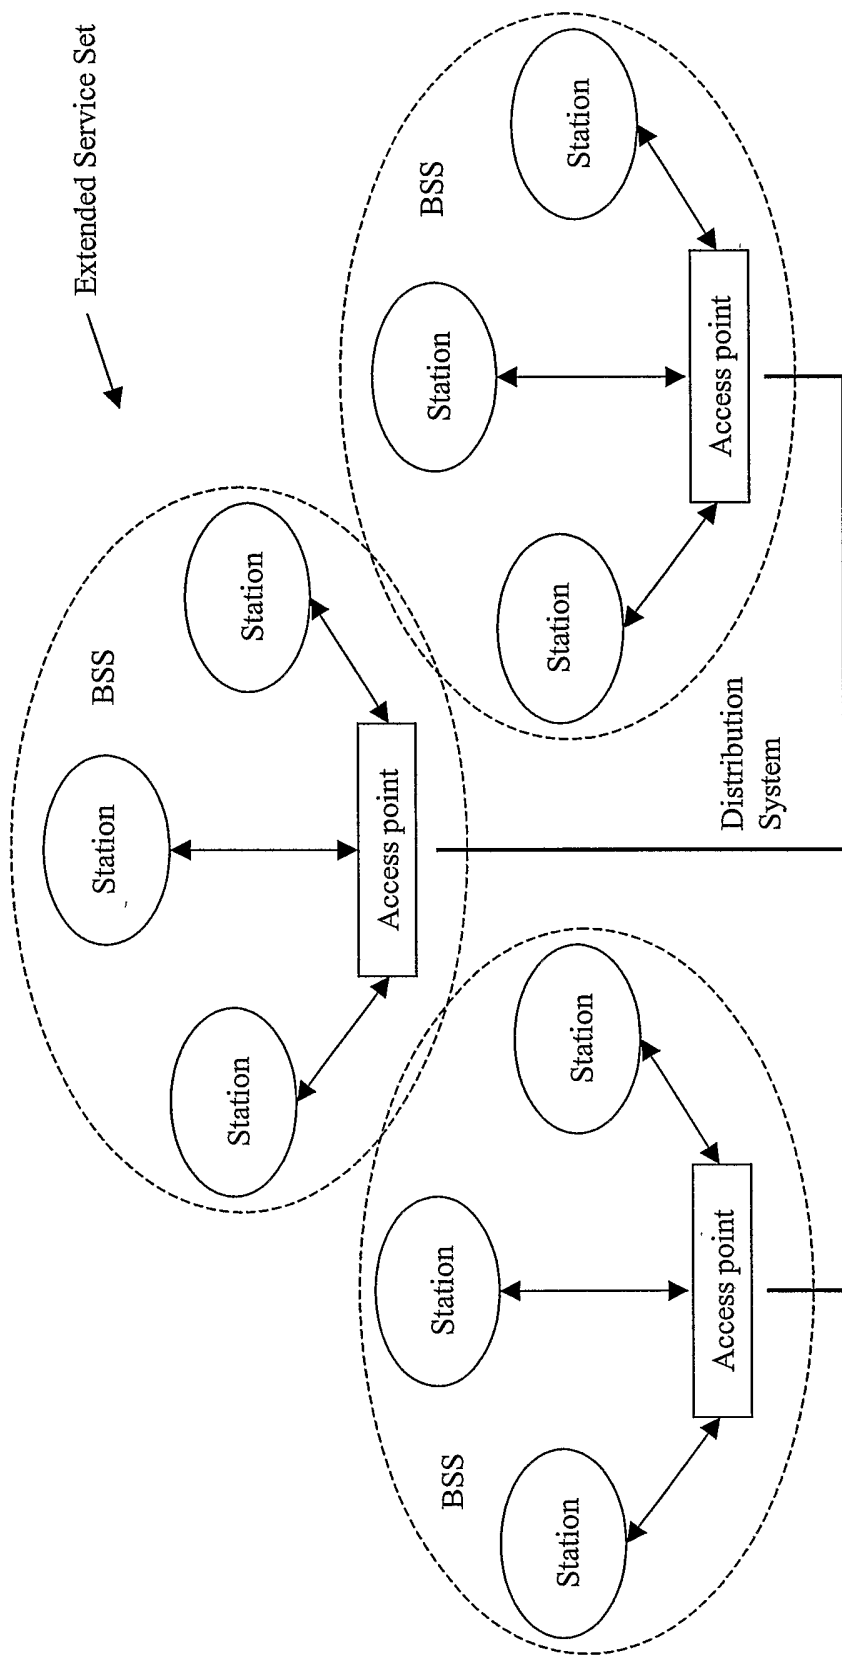 Extended Service Set
BSS
Station
Station
Station
Access point
BSS
Station
Station
Station
Access point
BSS
Station
Station
Station
Access point
Distribution
System